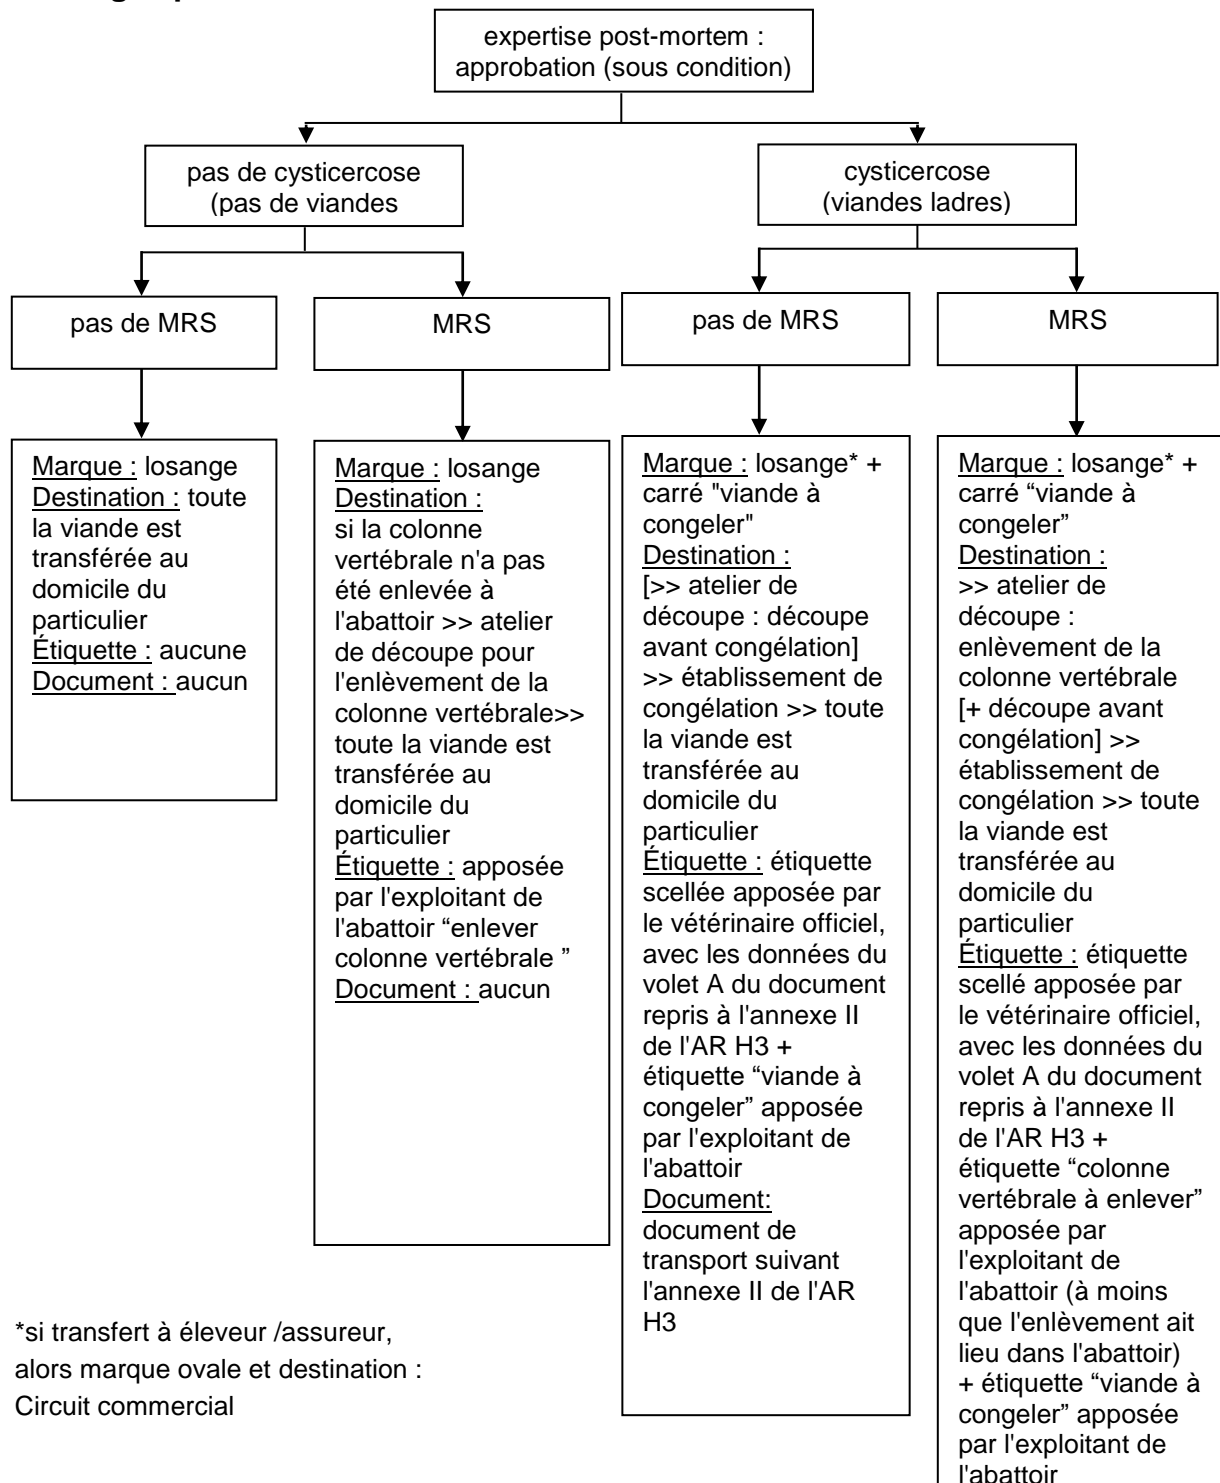 expertise post-mortem :
approbation (sous condition)
pas de cysticercose
(pas de viandes
cysticercose
(viandes ladres)
pas de MRS
MRS
pas de MRS
MRS
Marque : losange
Destination : toute
la viande est
transférée au
domicile du
particulier
Étiquette : aucune
Document : aucun
Marque : losange
Destination :
si la colonne
vertébrale n'a pas
été enlevée à
l'abattoir >> atelier
de découpe pour
l'enlèvement de la
colonne vertébrale>>
toute la viande est
transférée au
domicile du
particulier
Étiquette : apposée
par l'exploitant de
l'abattoir “enlever
colonne vertébrale ”
Document : aucun
Marque : losange* +
carré "viande à
congeler"
Destination :
[>> atelier de
découpe : découpe
avant congélation]
>> établissement de
congélation >> toute
la viande est
transférée au
domicile du
particulier
Étiquette : étiquette
scellée apposée par
le vétérinaire officiel,
avec les données du
volet A du document
repris à l'annexe II
de l'AR H3 +
étiquette “viande à
congeler” apposée
par l'exploitant de
l'abattoir
Document:
document de
transport suivant
l'annexe II de l'AR
H3
Marque : losange* +
carré “viande à
congeler”
Destination :
>> atelier de
découpe :
enlèvement de la
colonne vertébrale
[+ découpe avant
congélation] >>
établissement de
congélation >> toute
la viande est
transférée au
domicile du
particulier
Étiquette : étiquette
scellé apposée par
le vétérinaire officiel,
avec les données du
volet A du document
repris à l'annexe II
de l'AR H3 +
étiquette “colonne
vertébrale à enlever”
apposée par
l'exploitant de
l'abattoir (à moins
que l'enlèvement ait
lieu dans l'abattoir)
+ étiquette “viande à
congeler” apposée
par l'exploitant de
l'abattoir
*si transfert à éleveur /assureur,
alors marque ovale et destination :
Circuit commercial